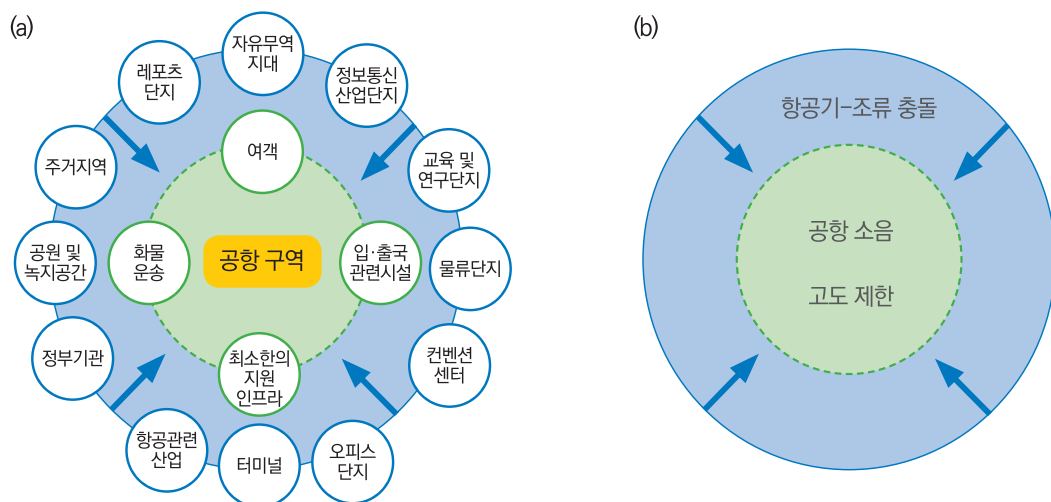 (a)
자유무역
지대
레포츠
단지
정보통신
산업단지
여객
주거지역
교육 및
연구단지
공원 및
녹지공간
화물
운송
공항 구역
입·출국
관련시설
물류단지
정부기관
최소한의
지원
인프라
컨벤션
센터
항공관련
산업
터미널
오피스
단지
(b)
항공기-조류 충돌
공항 소음
고도 제한